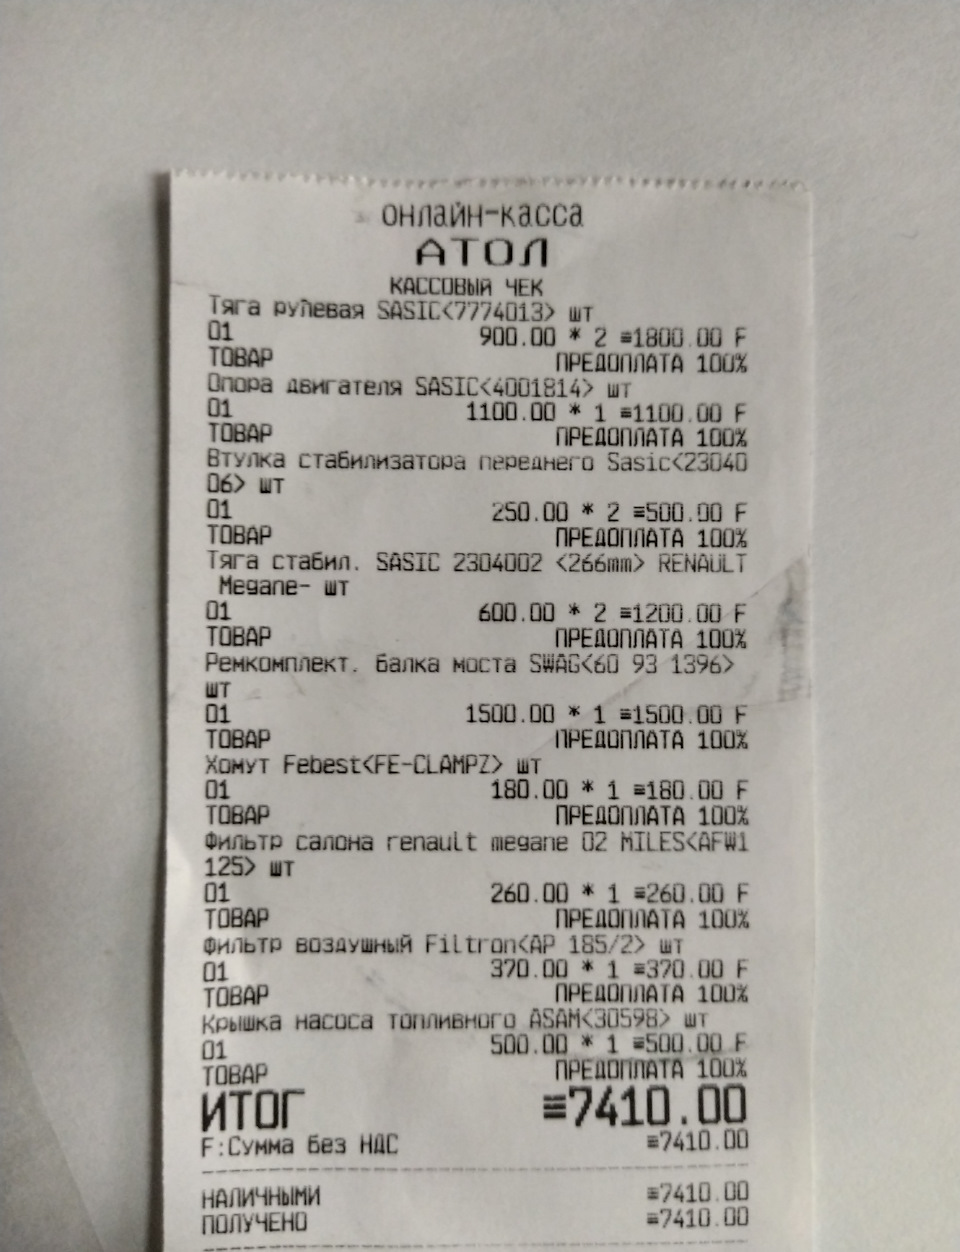 ОНЛАЙН-КАССА
АТОЛ
КАССОВЫЙ ЧЕК
Тяга рулевая SASIC<7774013> шт
01 900.00 * 2 ≡1800.00 F
ТОВАР ПРЕДОПЛАТА 100%
Опора двигателя SASIC<4001814> шт
01 1100.00 * 1 ≡1100.00 F
ТОВАР ПРЕДОПЛАТА 100%
Втулка стабилизатора переднего Sasic<23040
06> шт
01 250.00 * 2 ≡500.00 F
ТОВАР ПРЕДОПЛАТА 100%
Тяга стабил. SASIC 2304002 <266mm> RENAULT
Megane- шт
01 600.00 * 2 ≡1200.00 F
ТОВАР ПРЕДОПЛАТА 100%
Ремкомплект. балка моста SWAG<60 93 1396>
шт
01 1500.00 * 1 ≡1500.00 F
ТОВАР ПРЕДОПЛАТА 100%
Хомут Febest<FE-CLAMPZ> шт
01 180.00 * 1 ≡180.00 F
ТОВАР ПРЕДОПЛАТА 100%
Фильтр салона renault megane 02 MILES<AFW1
125> шт
01 260.00 * 1 ≡260.00 F
ТОВАР ПРЕДОПЛАТА 100%
Фильтр воздушный Filtron<AP 185/2> шт
01 370.00 * 1 ≡370.00 F
ТОВАР ПРЕДОПЛАТА 100%
Крышка насоса топливного ASAM<30598> шт
01 500.00 * 1 ≡500.00 F
ТОВАР ПРЕДОПЛАТА 100%
ИТОГ ≡7410.00
F:Сумма без НДС ≡7410.00
НАЛИЧНЫМИ ≡7410.00
ПОЛУЧЕНО ≡7410.00